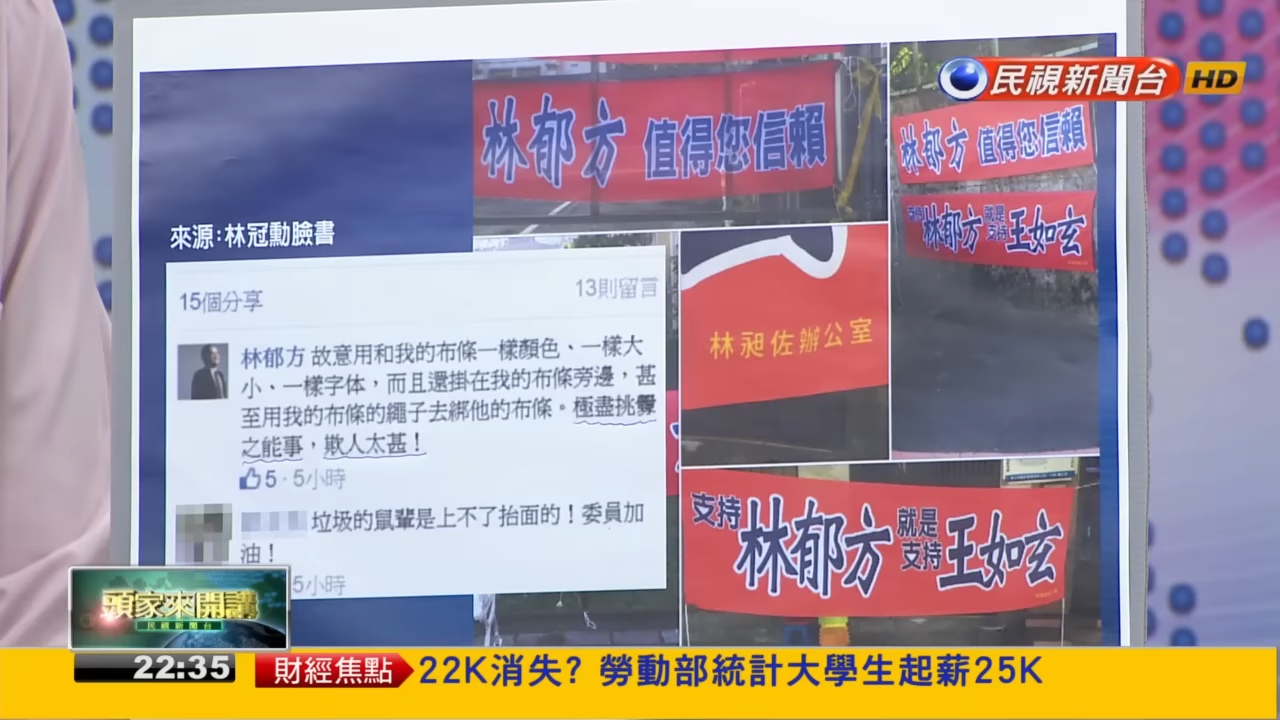 民視新聞台 HD
林郁方 值得您信賴
林郁方 值得您信賴
支持 林郁方 就是支持 王如玄
來源:林冠勳臉書
15個分享
13則留言
林郁方 故意用和我的布條一樣顏色、一樣大
小、一樣字体，而且還掛在我的布條旁邊，甚
至用我的布條的繩子去綁他的布條。極盡挑釁
之能事，欺人太甚！
5 · 5小時
垃圾的鼠輩是上不了抬面的！委員加
油！
5小時
林昶佐辦公室
支持 林郁方 就是支持 王如玄
頭家來開講
民視新聞台
22:35
財經焦點
22K消失? 勞動部統計大學生起薪25K